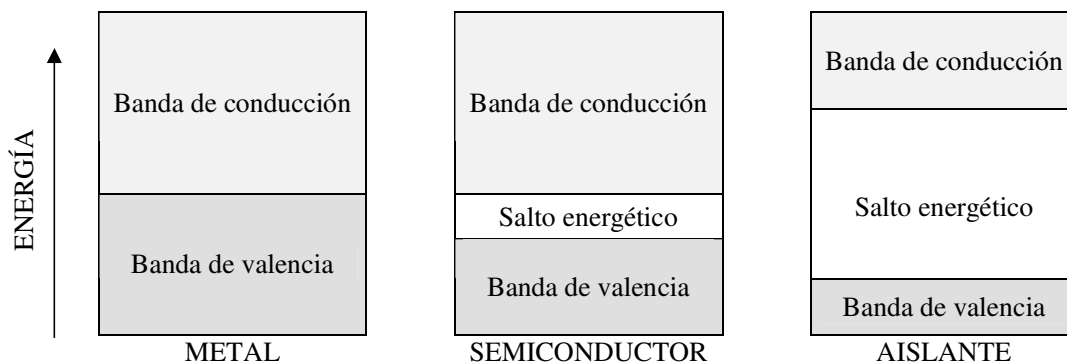 ENERGÍA
Banda de conducción
Banda de valencia
METAL
Banda de conducción
Salto energético
Banda de valencia
SEMICONDUCTOR
Banda de conducción
Salto energético
Banda de valencia
AISLANTE